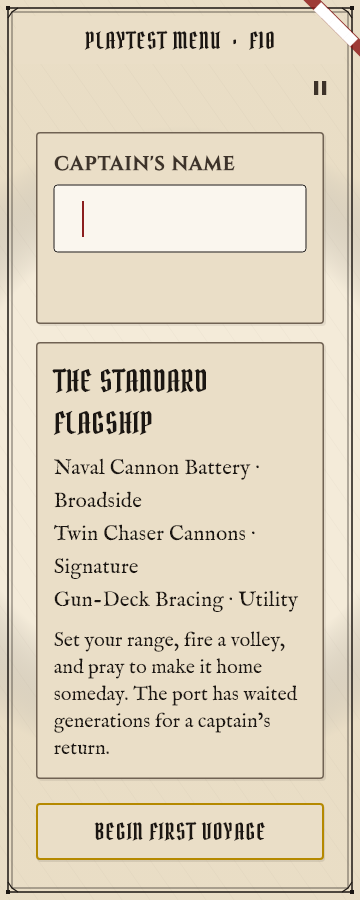 PLAYTEST MENU · F10
CAPTAIN'S NAME
THE STANDARD
FLAGSHIP
Naval Cannon Battery ·
Broadside
Twin Chaser Cannons ·
Signature
Gun-Deck Bracing · Utility
Set your range, fire a volley,
and pray to make it home
someday. The port has waited
generations for a captain's
return.
BEGIN FIRST VOYAGE